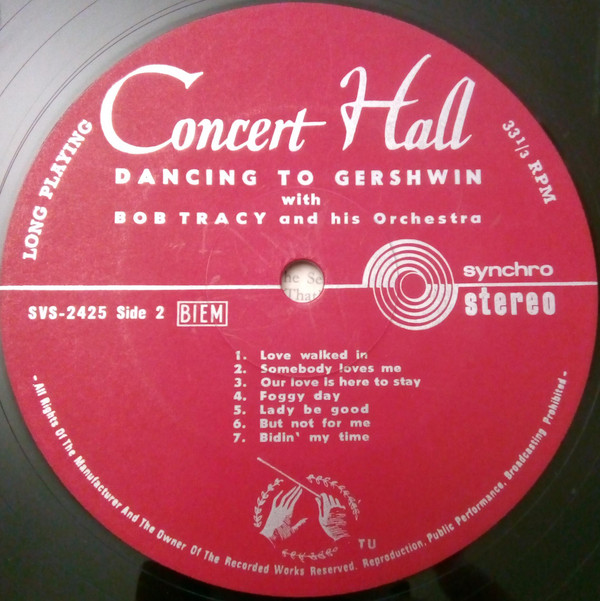 Concert Hall
LONG PLAYING
33 1/3 RPM
DANCING TO GERSHWIN
with
BOB TRACY and his Orchestra
synchro
stereo
SVS-2425 Side 2 BIEM
1. Love walked in
2. Somebody loves me
3. Our love is here to stay
4. Foggy day
5. Lady be good
6. But not for me
7. Bidin' my time
TU
- All Rights Of The Manufacturer And The Owner Of The Recorded Works Reserved. Reproduction, Public Performance, Broadcasting Prohibited -